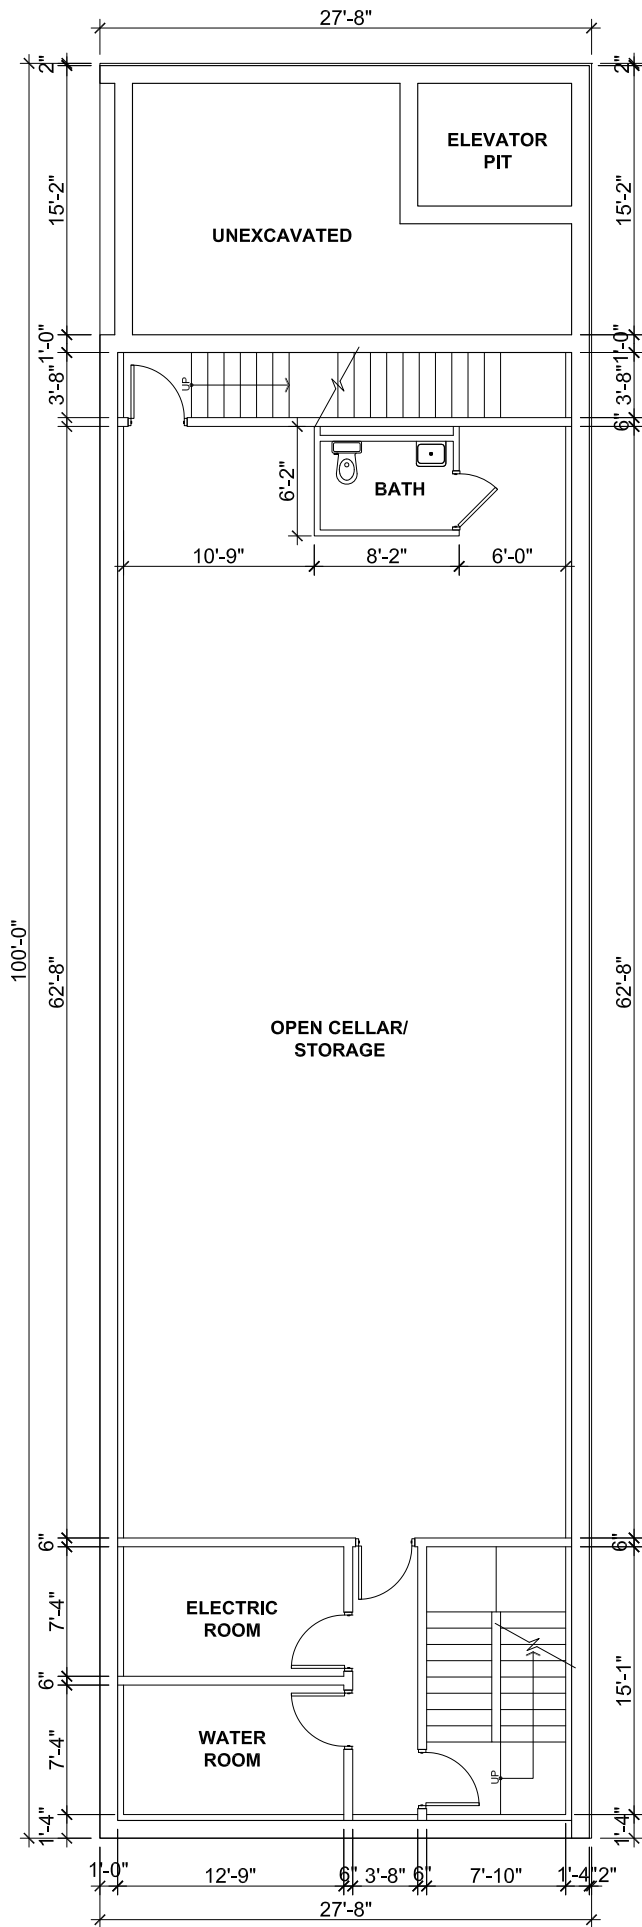 27'-8"
2"
2"
ELEVATOR
PIT
15'-2"
15'-2"
UNEXCAVATED
1'-0"
1'-0"
3'-8"
UP
3'-8"
6"
6'-2"
BATH
10'-9"
8'-2"
6'-0"
100'-0"
62'-8"
62'-8"
OPEN CELLAR/
STORAGE
6"
6"
7'-4"
ELECTRIC
ROOM
6"
15'-1"
7'-4"
WATER
ROOM
UP
1'-4"
1'-4"
1'-0"
12'-9"
6"
3'-8"
6"
7'-10"
1'-4"
2"
27'-8"